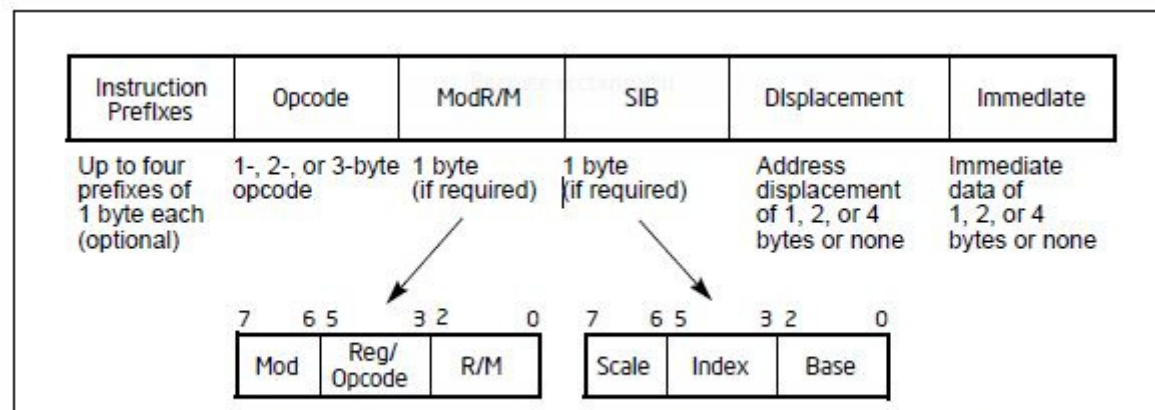 Instruction
Prefixes
Opcode
ModR/M
SIB
Displacement
Immediate
Up to four
prefixes of
1 byte each
(optional)
1-, 2-, or 3-byte
opcode
1 byte
(if required)
1 byte
(if required)
Address
displacement
of 1, 2, or 4
bytes or none
Immediate
data of
1, 2, or 4
bytes or none
7 6 5 3 2 0
Mod
Reg/
Opcode
R/M
7 6 5 3 2 0
Scale
Index
Base